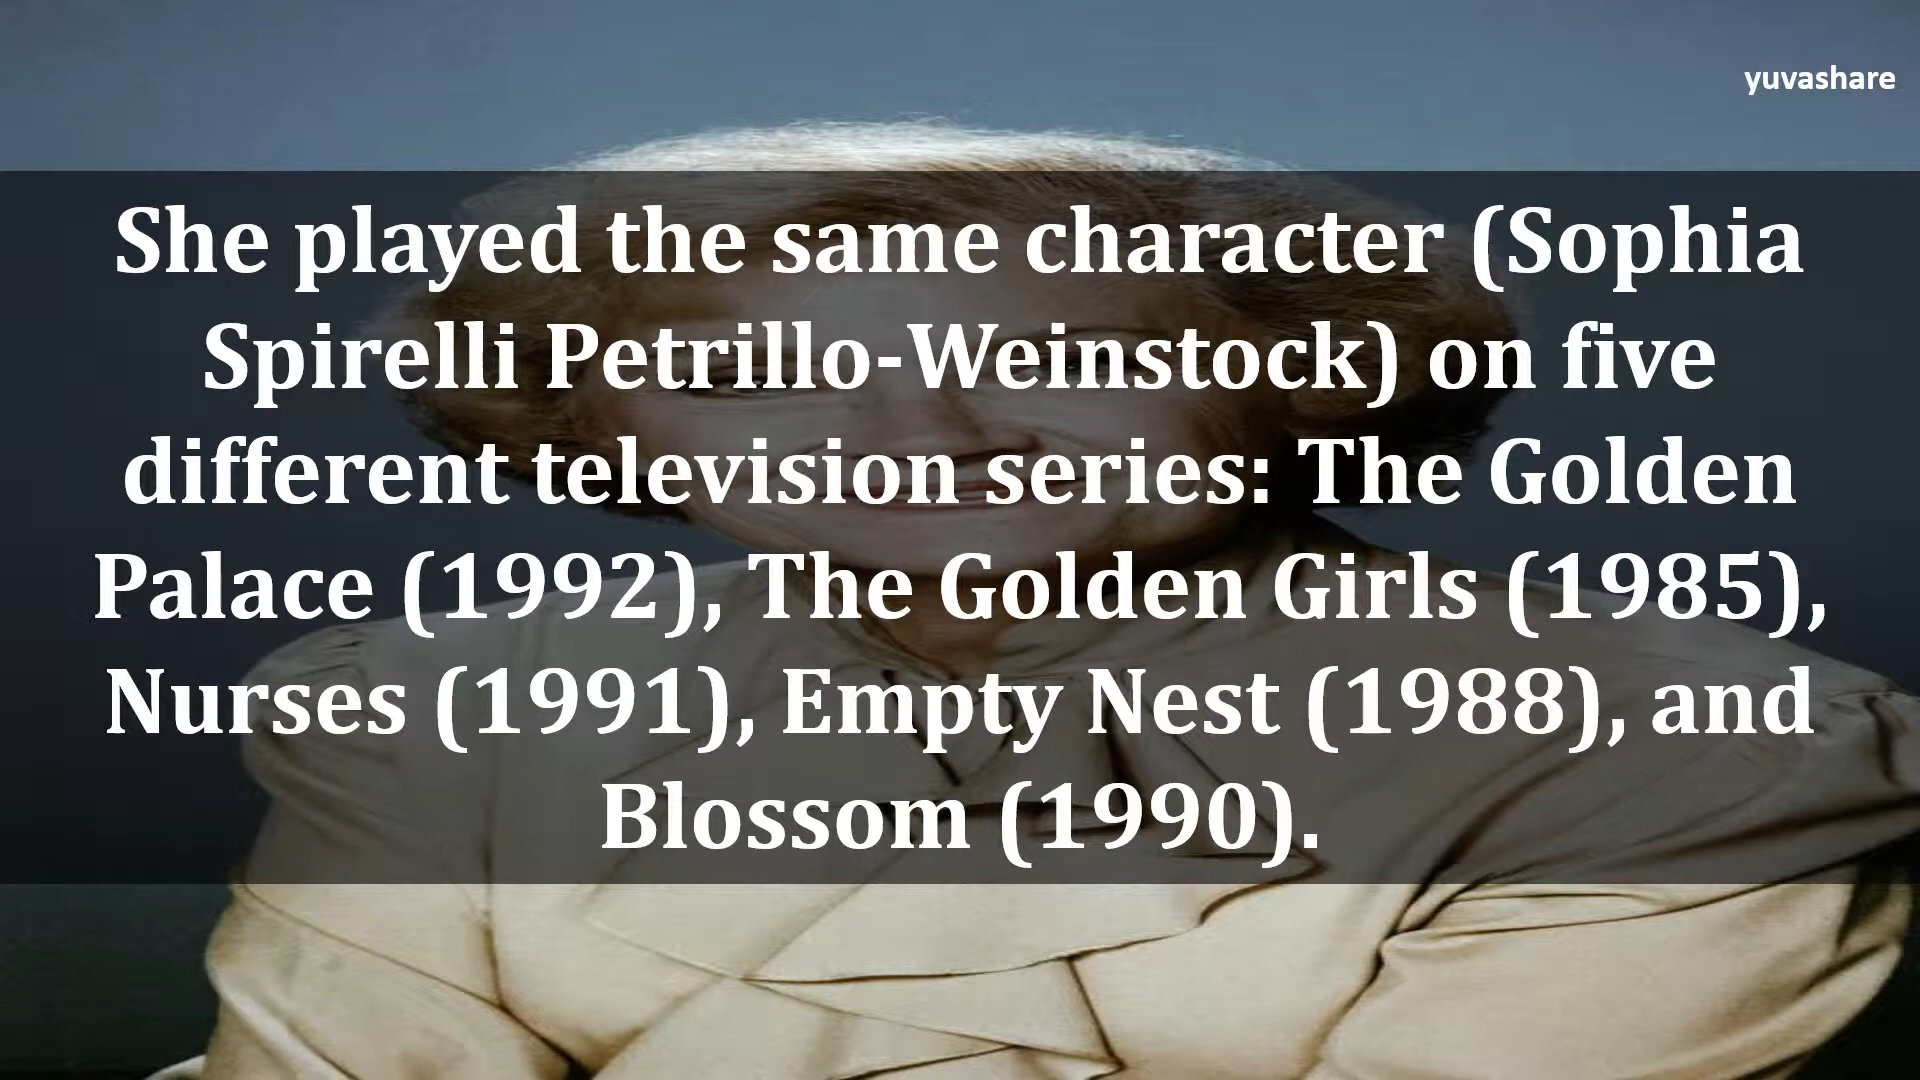 yuvashare
She played the same character (Sophia
Spirelli Petrillo-Weinstock) on five
different television series: The Golden
Palace (1992), The Golden Girls (1985),
Nurses (1991), Empty Nest (1988), and
Blossom (1990).